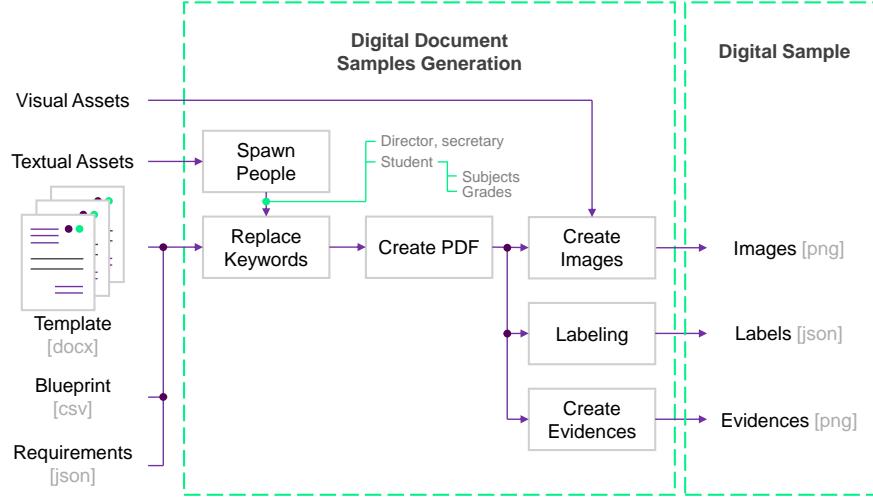 Digital Document
Samples Generation
Digital Sample
Visual Assets
Textual Assets
Spawn
People
Director, secretary
Student
Subjects
Grades
Replace
Keywords
Create PDF
Create
Images
Images [png]
Template
[docx]
Labeling
Labels [json]
Blueprint
[csv]
Create
Evidences
Evidences [png]
Requirements
[json]